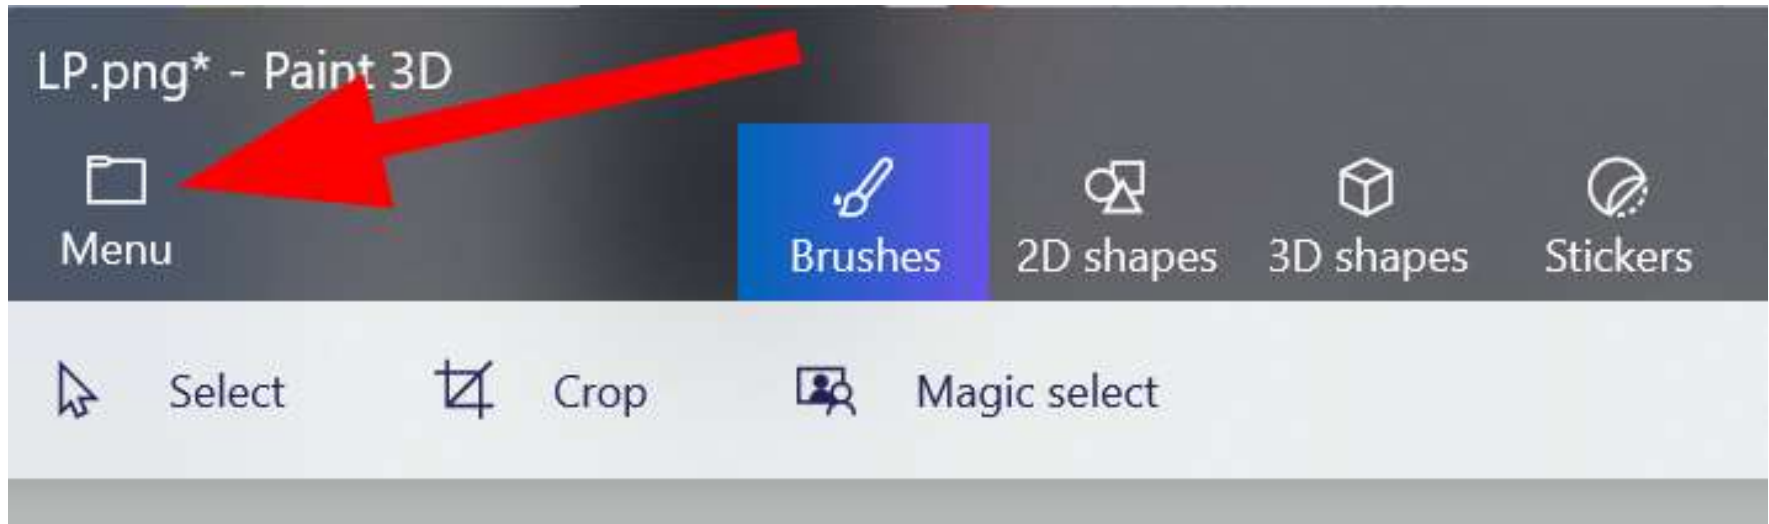 LP.png* - Paint 3D
Menu
Brushes
2D shapes
3D shapes
Stickers
Select
Crop
Magic select